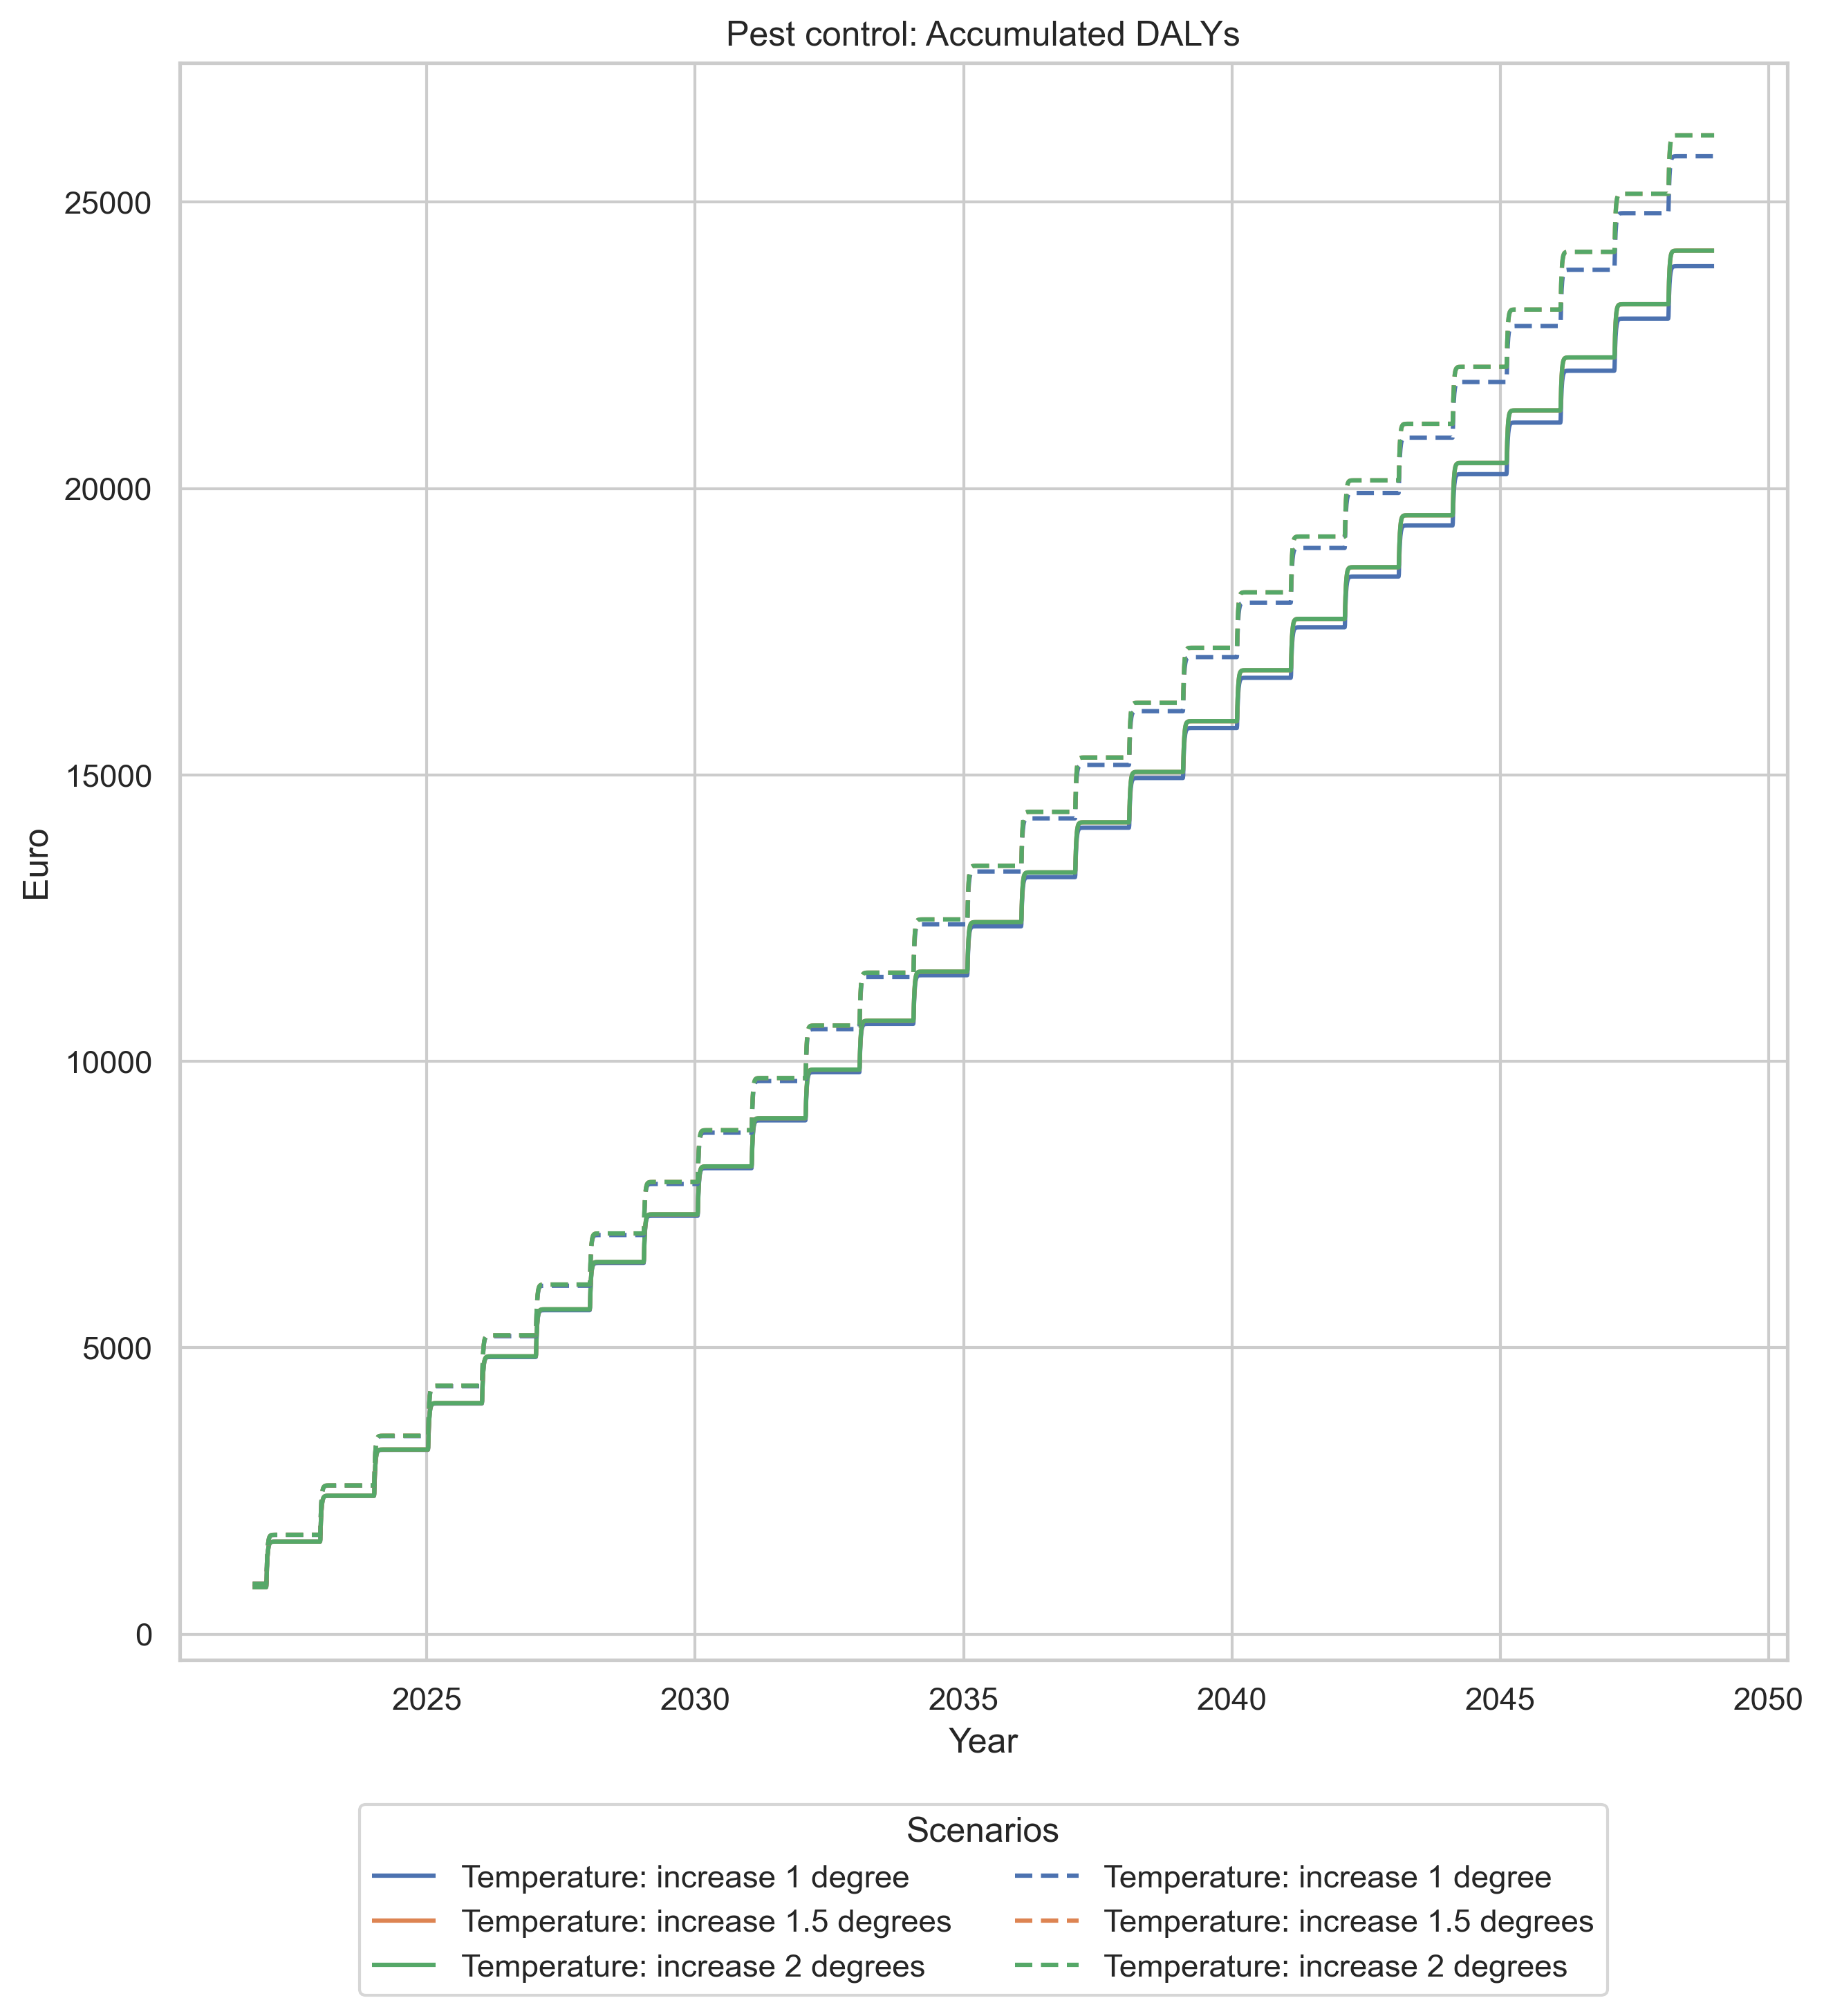 Pest control: Accumulated DALYs
25000
20000
15000
10000
5000
0
Euro
2025 2030 2035 2040 2045 2050
Year
Scenarios
Temperature: increase 1 degree
Temperature: increase 1.5 degrees
Temperature: increase 2 degrees
Temperature: increase 1 degree
Temperature: increase 1.5 degrees
Temperature: increase 2 degrees